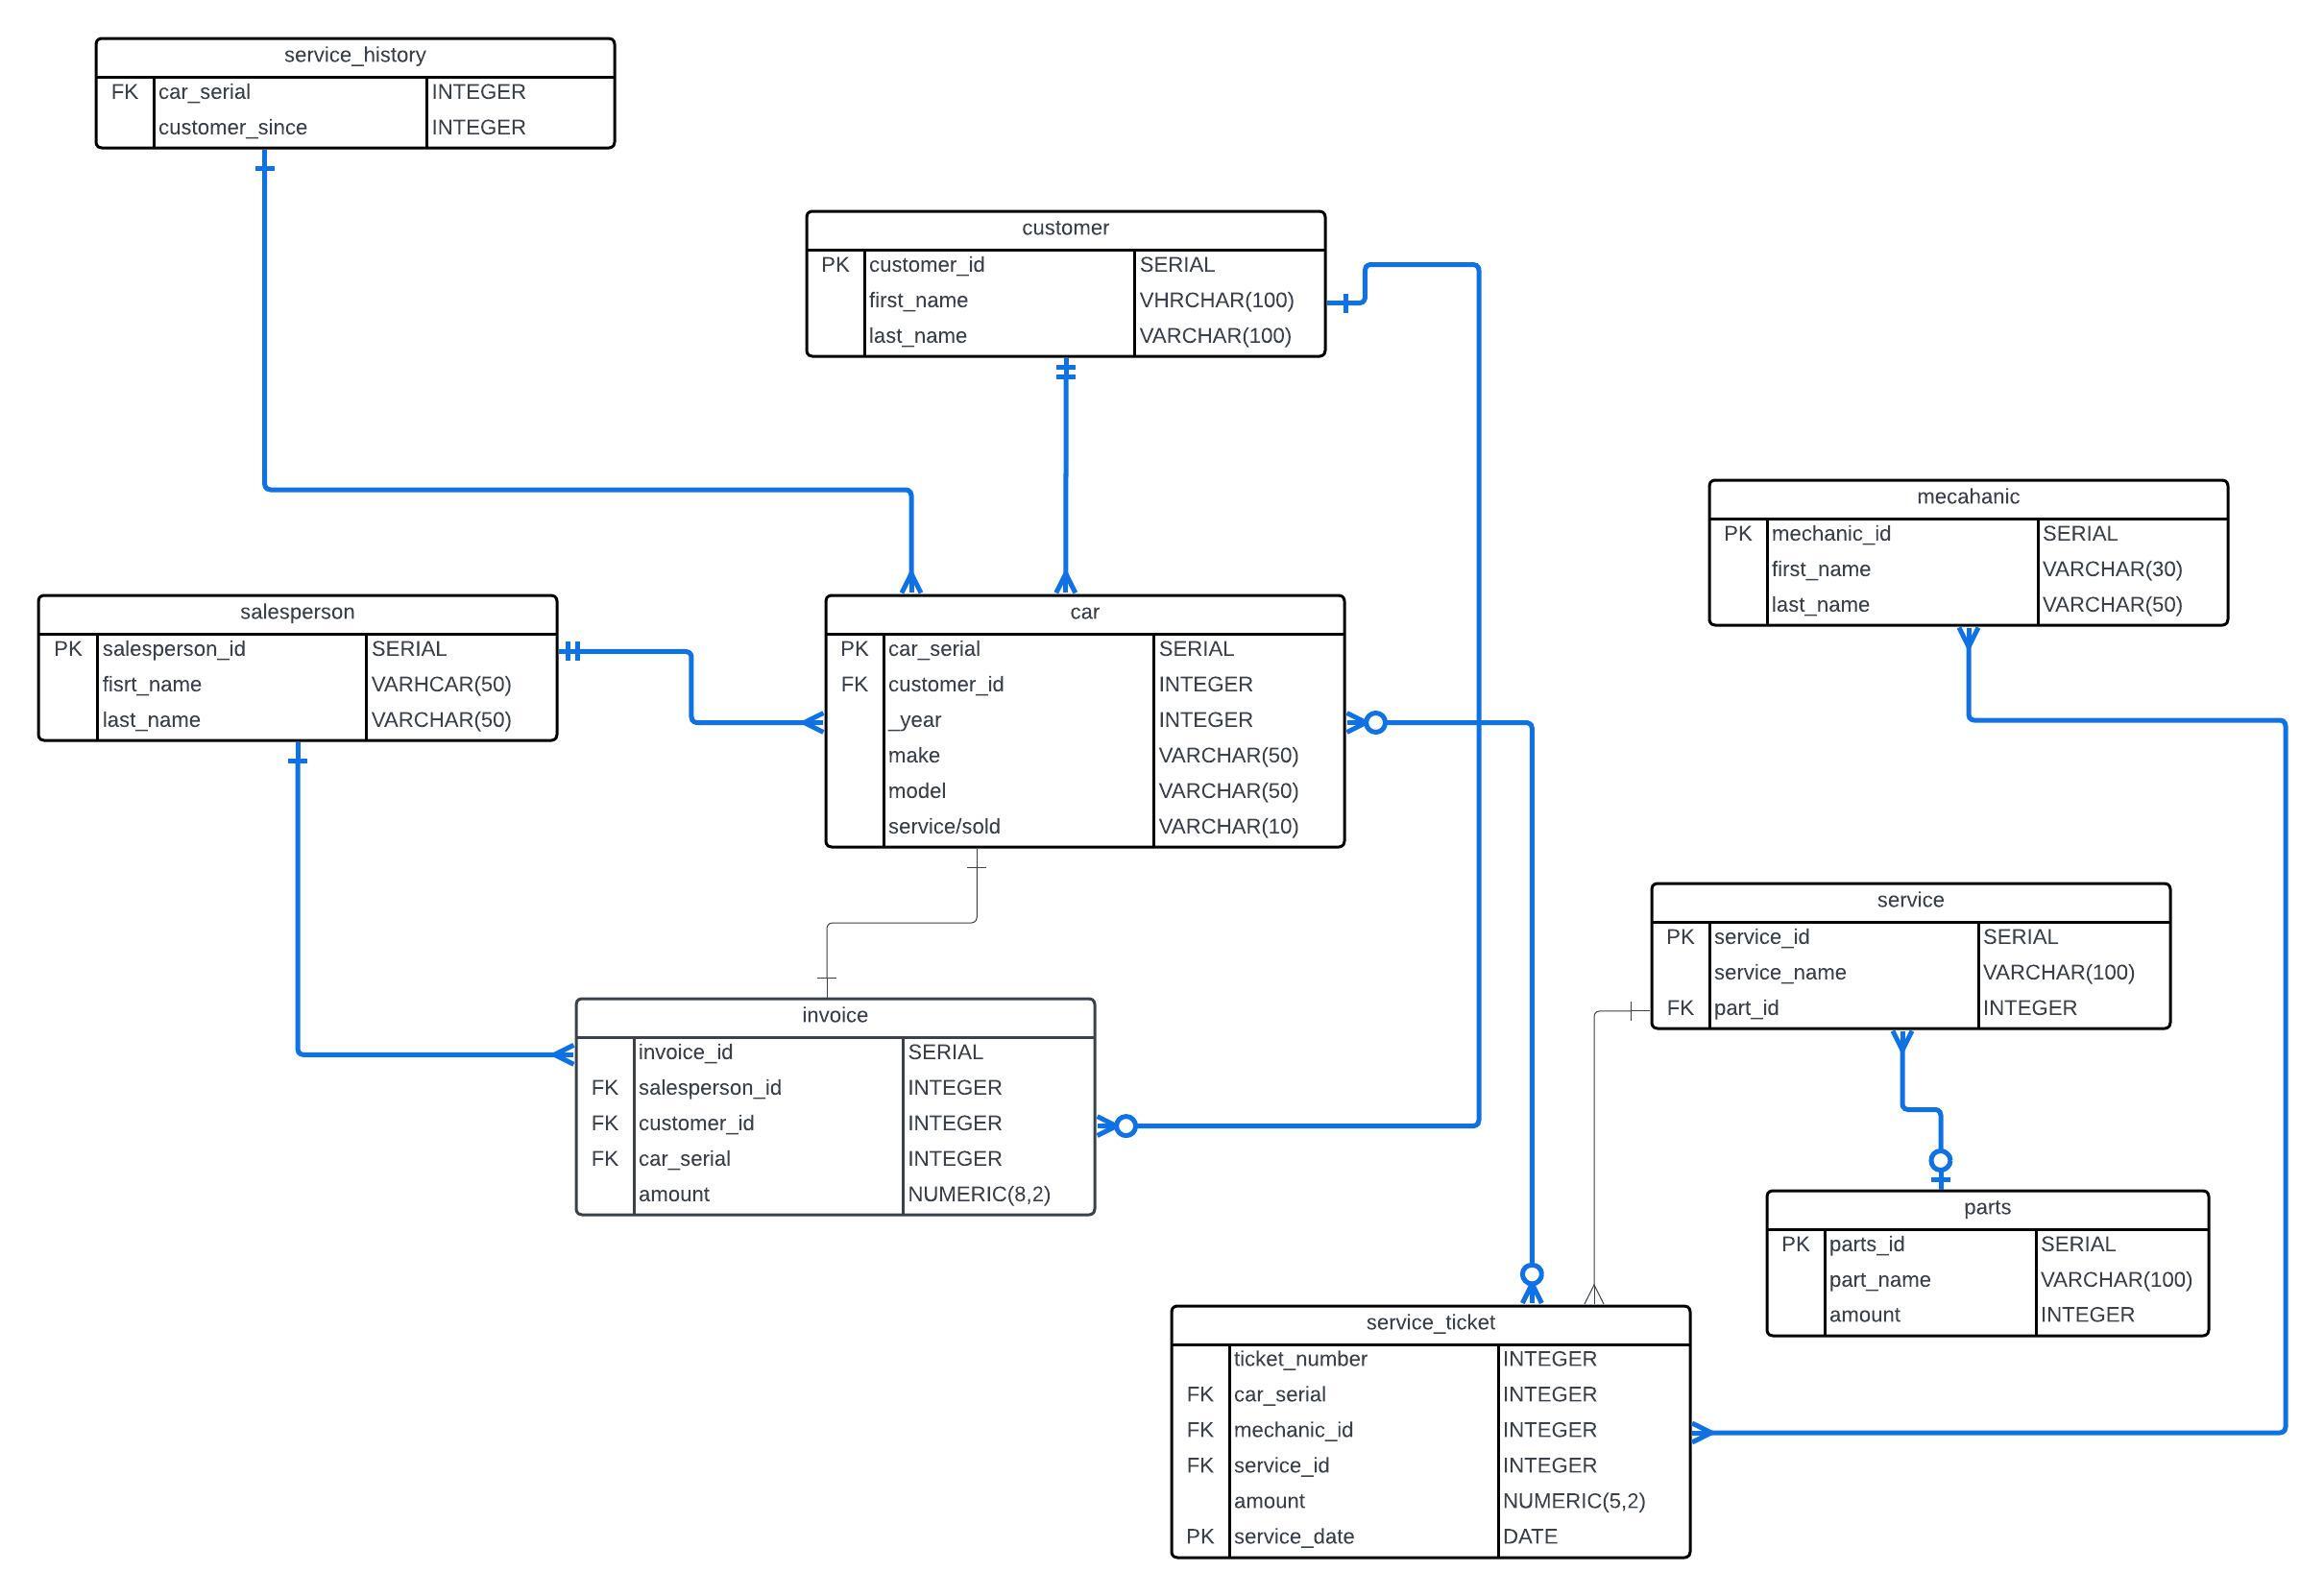 service_history
FK car_serial INTEGER
customer_since INTEGER
customer
PK customer_id SERIAL
first_name VHRCHAR(100)
last_name VARCHAR(100)
mecahanic
PK mechanic_id SERIAL
first_name VARCHAR(30)
last_name VARCHAR(50)
salesperson
PK salesperson_id SERIAL
fisrt_name VARHCAR(50)
last_name VARCHAR(50)
car
PK car_serial SERIAL
FK customer_id INTEGER
_year INTEGER
make VARCHAR(50)
model VARCHAR(50)
service/sold VARCHAR(10)
service
PK service_id SERIAL
service_name VARCHAR(100)
FK part_id INTEGER
invoice
invoice_id SERIAL
FK salesperson_id INTEGER
FK customer_id INTEGER
FK car_serial INTEGER
amount NUMERIC(8,2)
parts
PK parts_id SERIAL
part_name VARCHAR(100)
amount INTEGER
service_ticket
ticket_number INTEGER
FK car_serial INTEGER
FK mechanic_id INTEGER
FK service_id INTEGER
amount NUMERIC(5,2)
PK service_date DATE